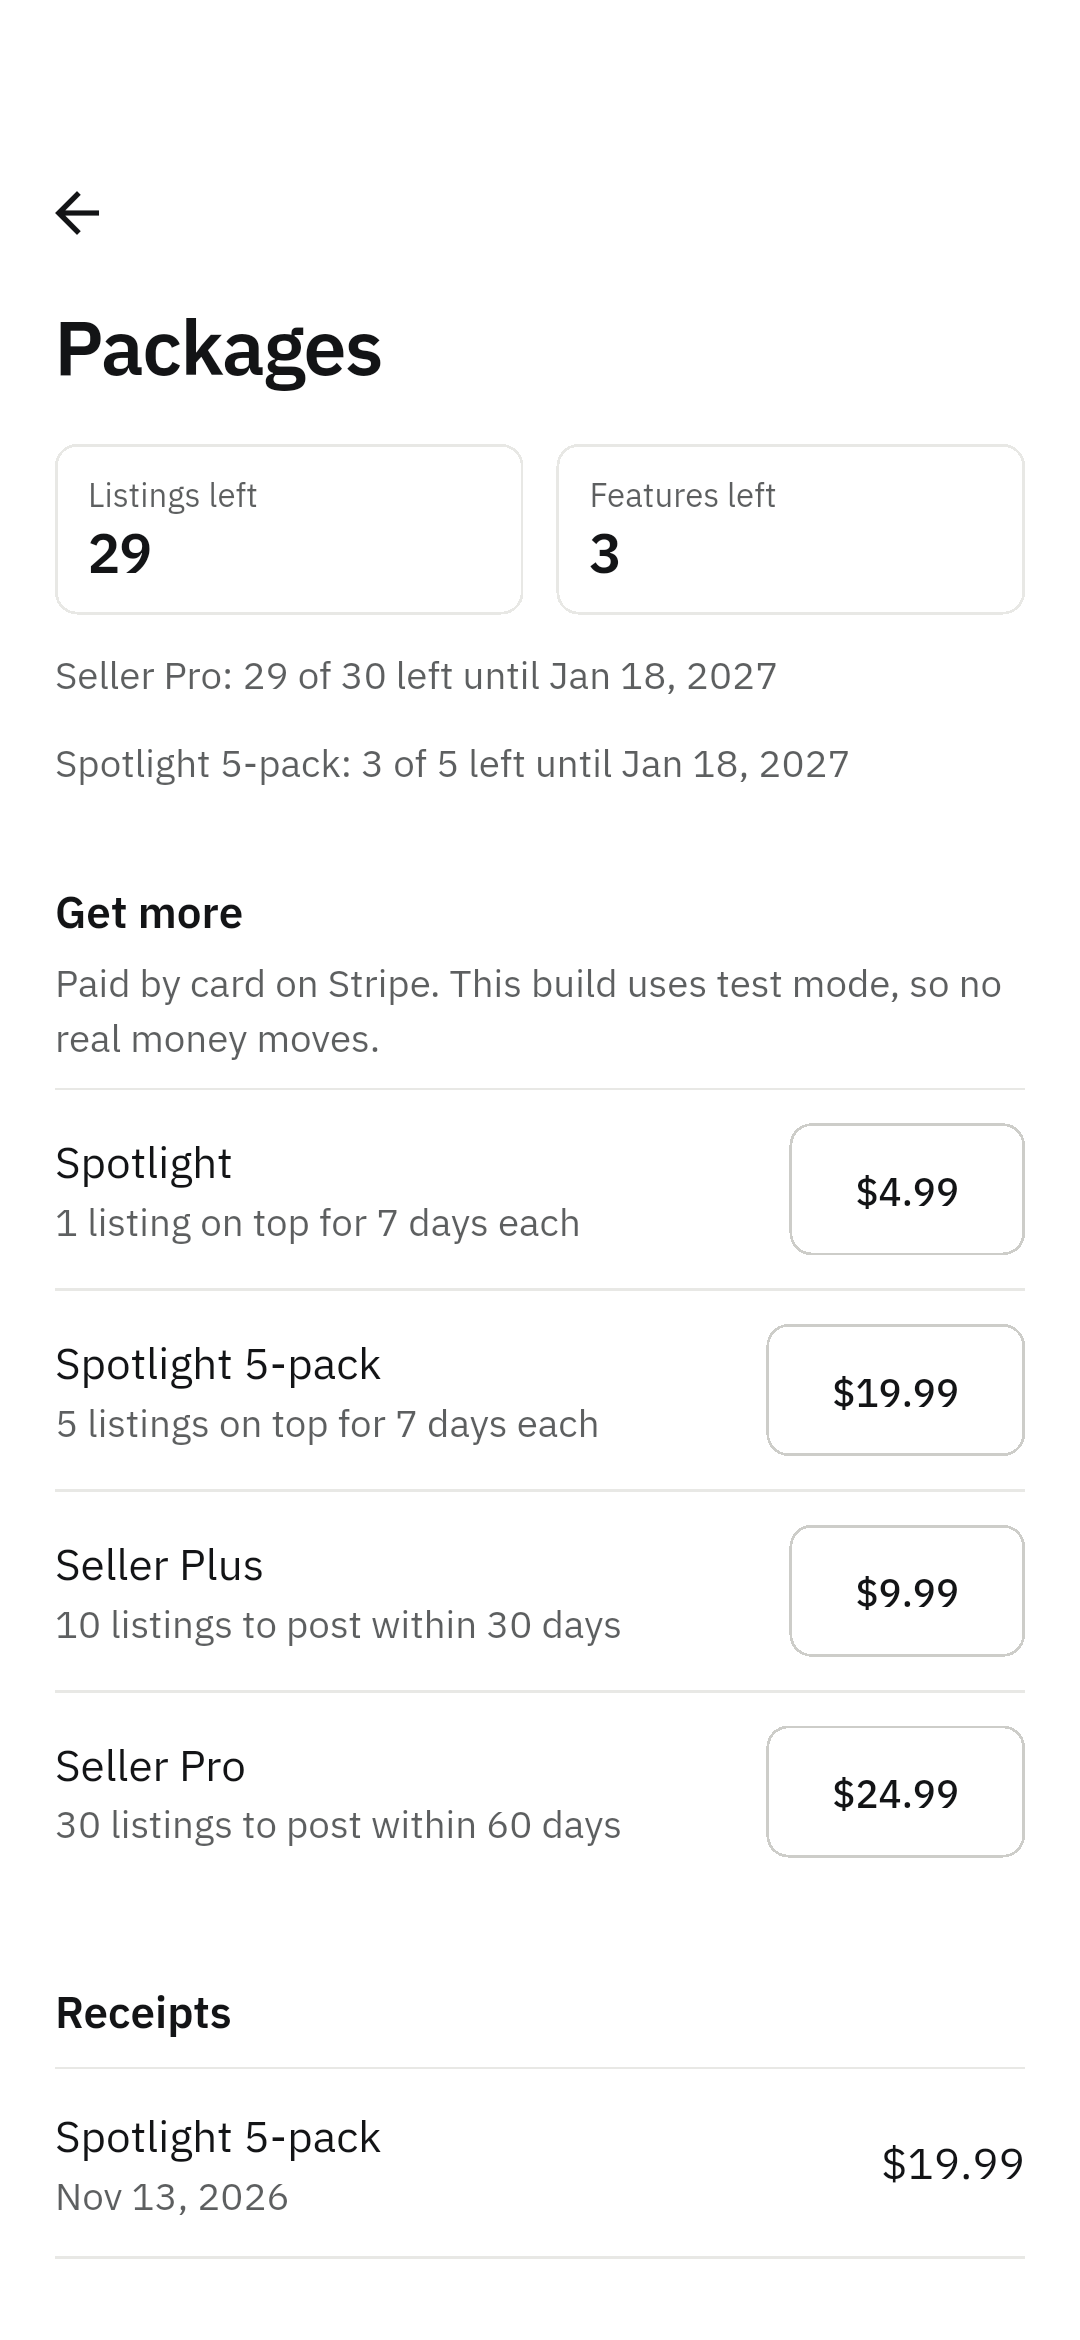 Packages
Listings left
29
Features left
3
Seller Pro: 29 of 30 left until Jan 18, 2027
Spotlight 5-pack: 3 of 5 left until Jan 18, 2027
Get more
Paid by card on Stripe. This build uses test mode, so no
real money moves.
Spotlight
1 listing on top for 7 days each
$4.99
Spotlight 5-pack
5 listings on top for 7 days each
$19.99
Seller Plus
10 listings to post within 30 days
$9.99
Seller Pro
30 listings to post within 60 days
$24.99
Receipts
Spotlight 5-pack
Nov 13, 2026
$19.99